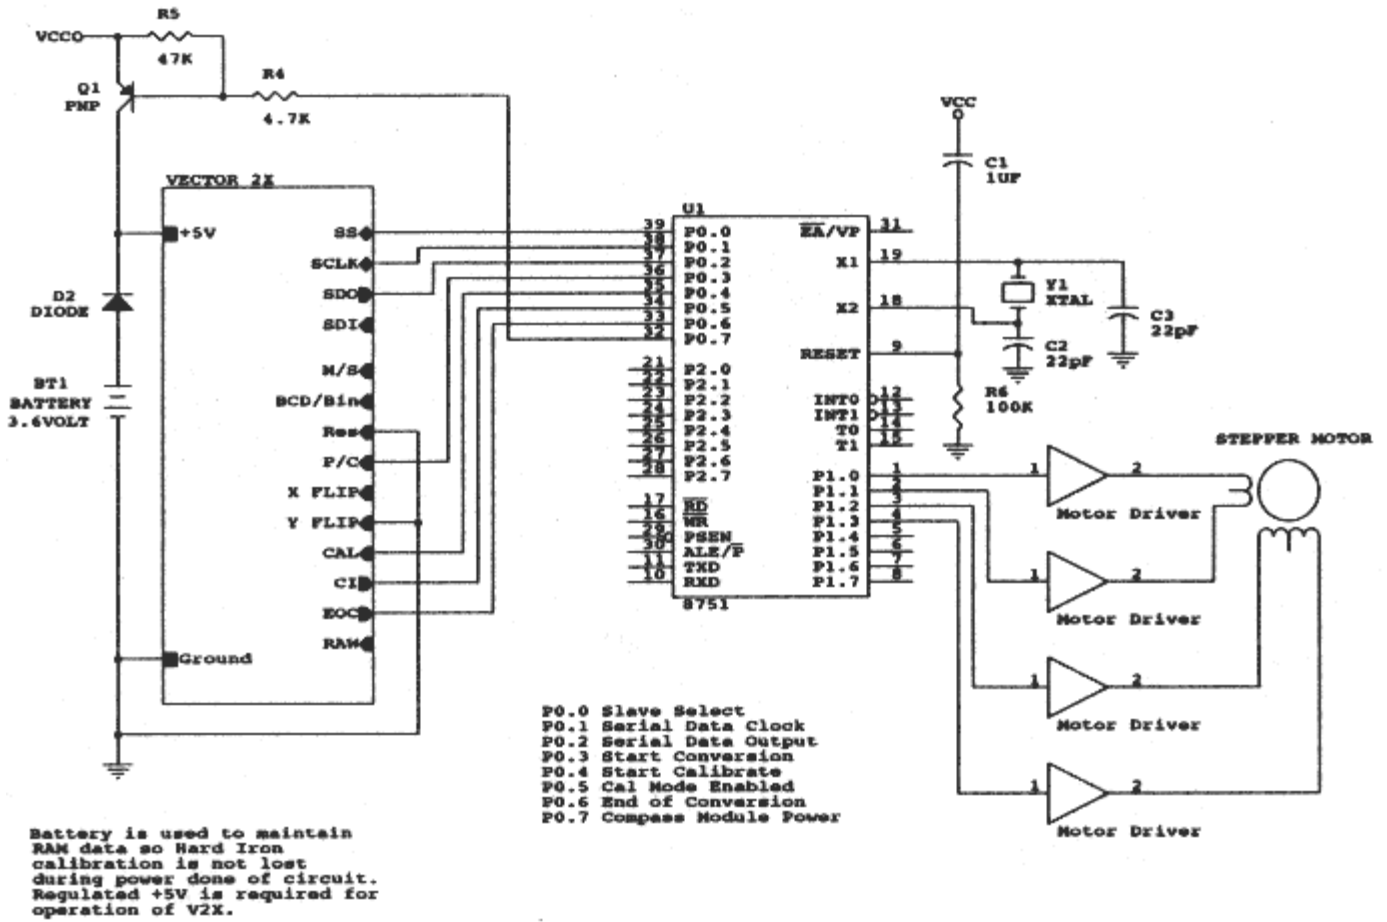 R5
VCC
47K
Q1
PNP
R4
4.7K
VCC
C1
1UF
VECTOR 2X
+5V
SS
SCLK
SDO
SDI
M/S
BCD/Bin
Res
P/C
X FLIP
Y FLIP
CAL
CI
EOC
RAW
Ground
D2
DIODE
BT1
BATTERY
3.6VOLT
U1
39 P0.0
38 P0.1
37 P0.2
36 P0.3
35 P0.4
34 P0.5
33 P0.6
32 P0.7
21 P2.0
22 P2.1
23 P2.2
24 P2.3
25 P2.4
26 P2.5
27 P2.6
28 P2.7
17 RD
16 WR
29 PSEN
30 ALE/P
11 TXD
10 RXD
8751
EA/VP 31
X1 19
X2 18
RESET 9
INT0 12
INT1 13
T0 14
T1 15
P1.0 1
P1.1 2
P1.2 3
P1.3 4
P1.4 5
P1.5 6
P1.6 7
P1.7 8
Y1
XTAL
C3
22pF
C2
22pF
R6
100K
STEPPER MOTOR
1 2
Motor Driver
1 2
Motor Driver
1 2
Motor Driver
1 2
Motor Driver
P0.0 Slave Select
P0.1 Serial Data Clock
P0.2 Serial Data Output
P0.3 Start Conversion
P0.4 Start Calibrate
P0.5 Cal Mode Enabled
P0.6 End of Conversion
P0.7 Compass Module Power
Battery is used to maintain
RAM data so Hard Iron
calibration is not lost
during power done of circuit.
Regulated +5V is required for
operation of V2X.